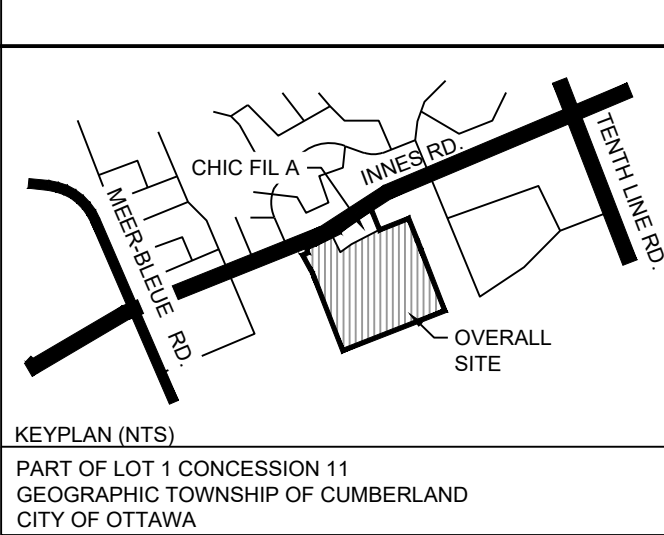 CHIC FIL A
INNES RD.
TENTH LINE RD.
MEER-BLEUE RD.
OVERALL
SITE
KEYPLAN (NTS)
PART OF LOT 1 CONCESSION 11
GEOGRAPHIC TOWNSHIP OF CUMBERLAND
CITY OF OTTAWA